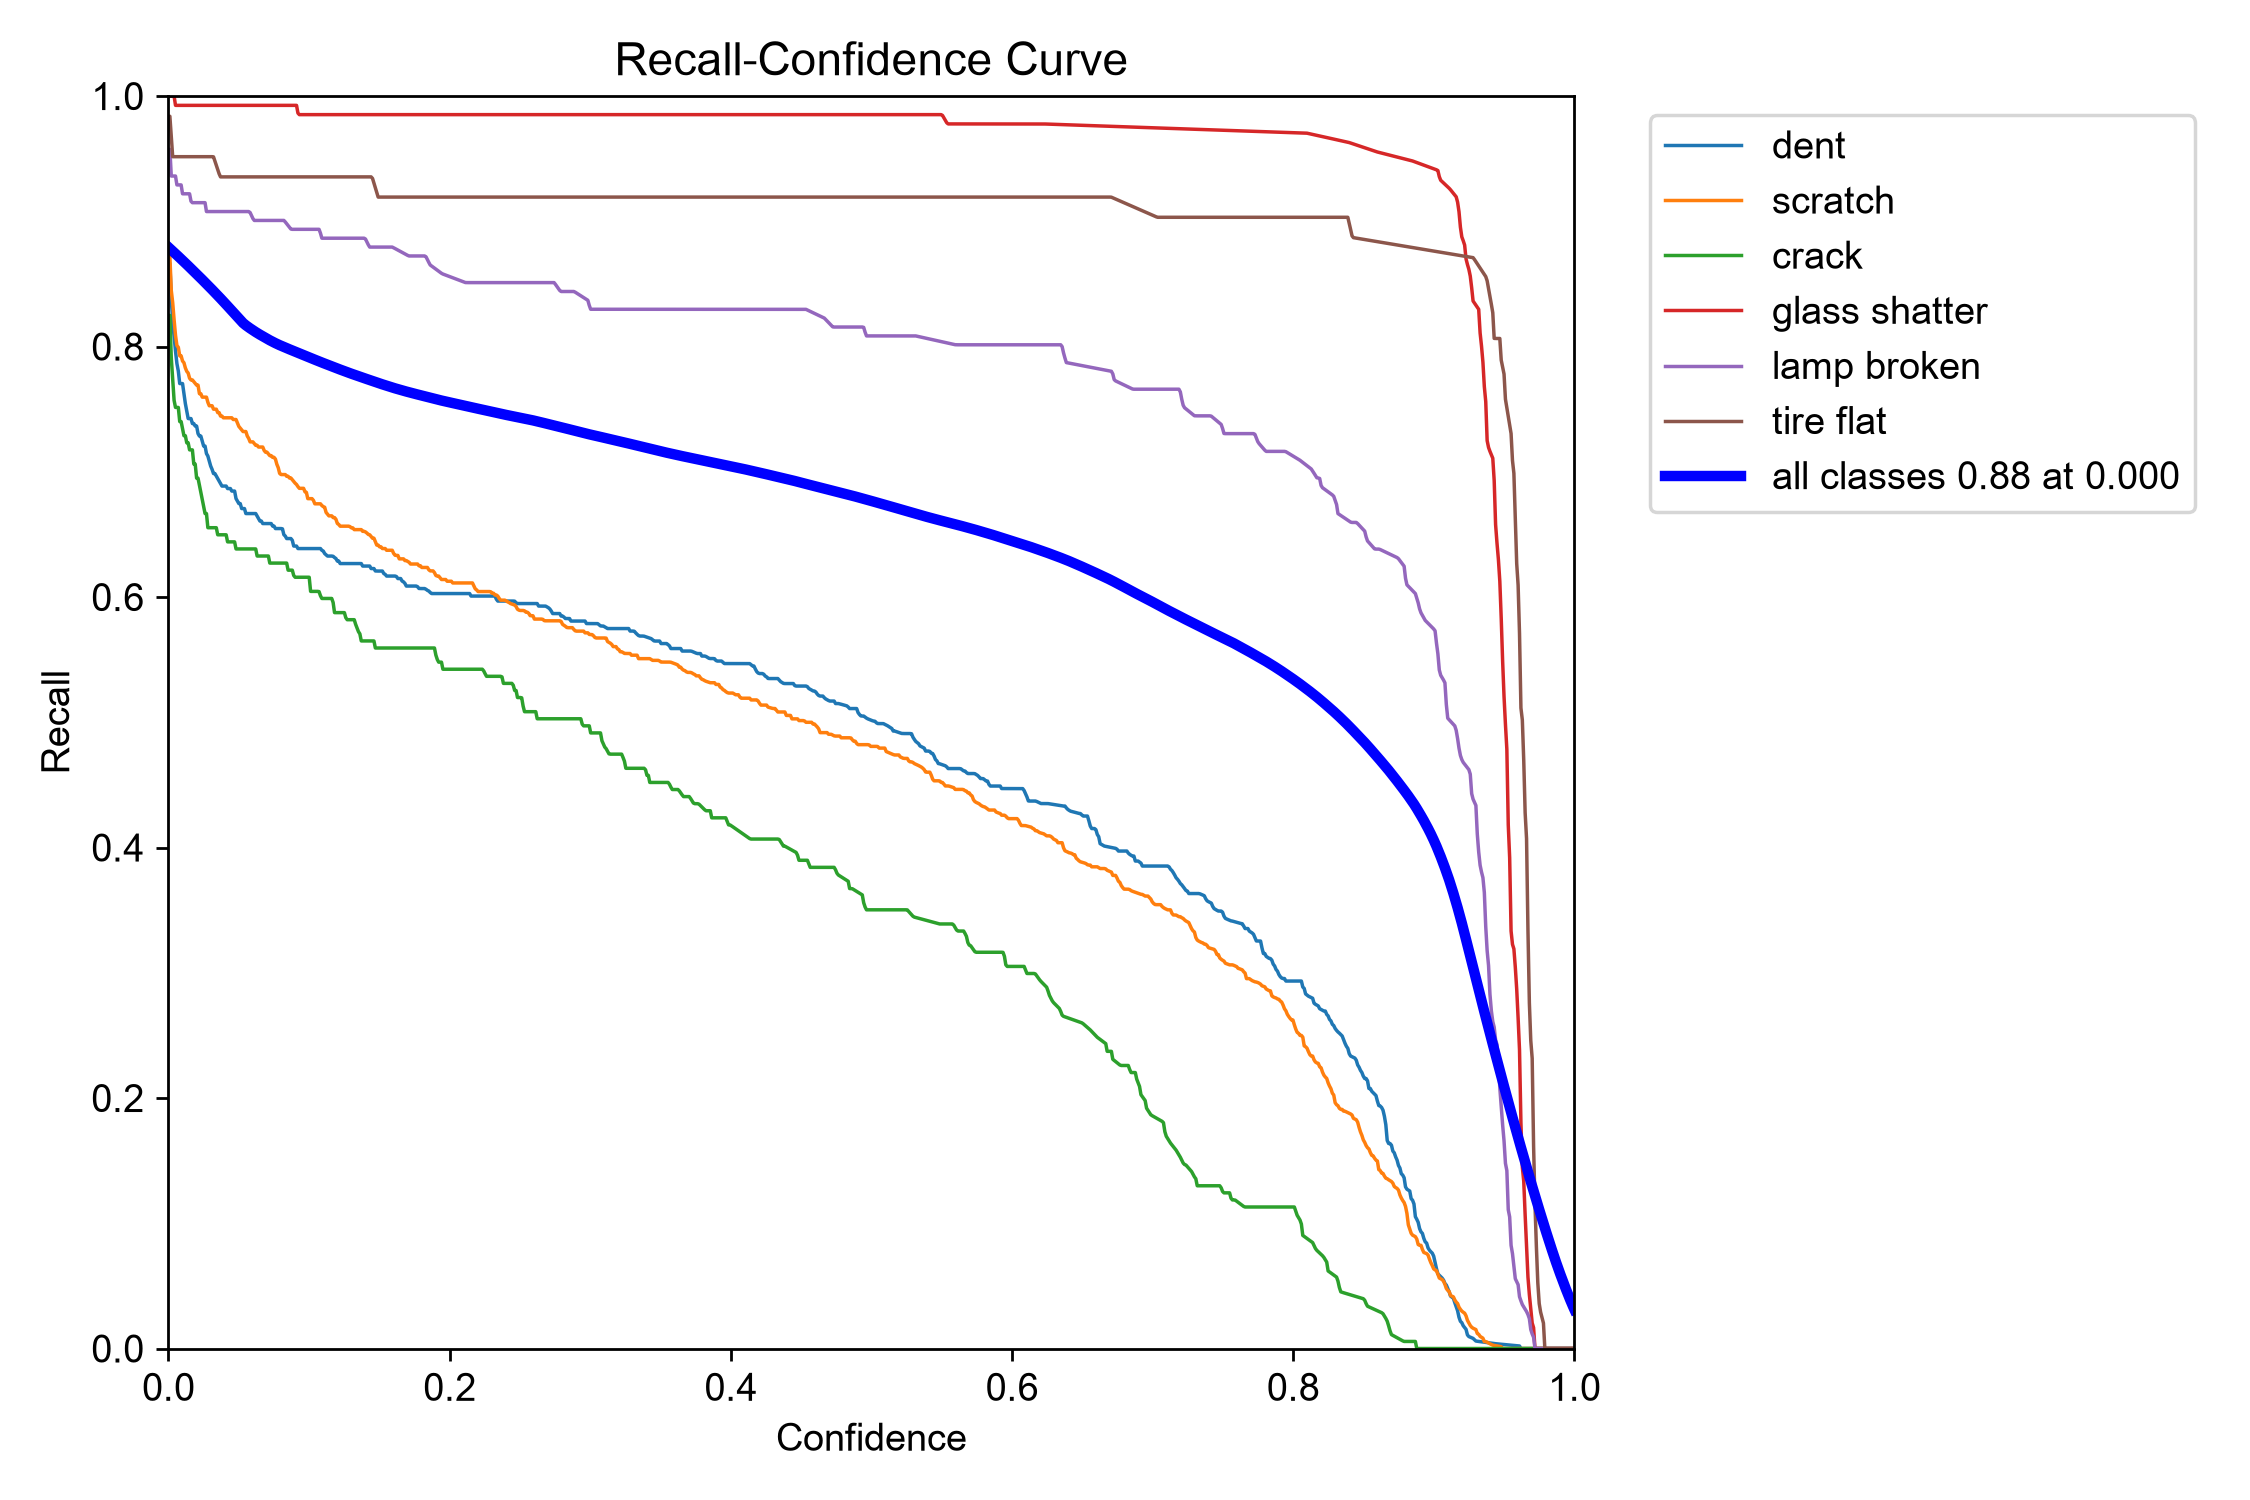 Recall-Confidence Curve
1.0
0.8
0.6
0.4
0.2
0.0
Recall
0.0 0.2 0.4 0.6 0.8 1.0
Confidence
dent
scratch
crack
glass shatter
lamp broken
tire flat
all classes 0.88 at 0.000